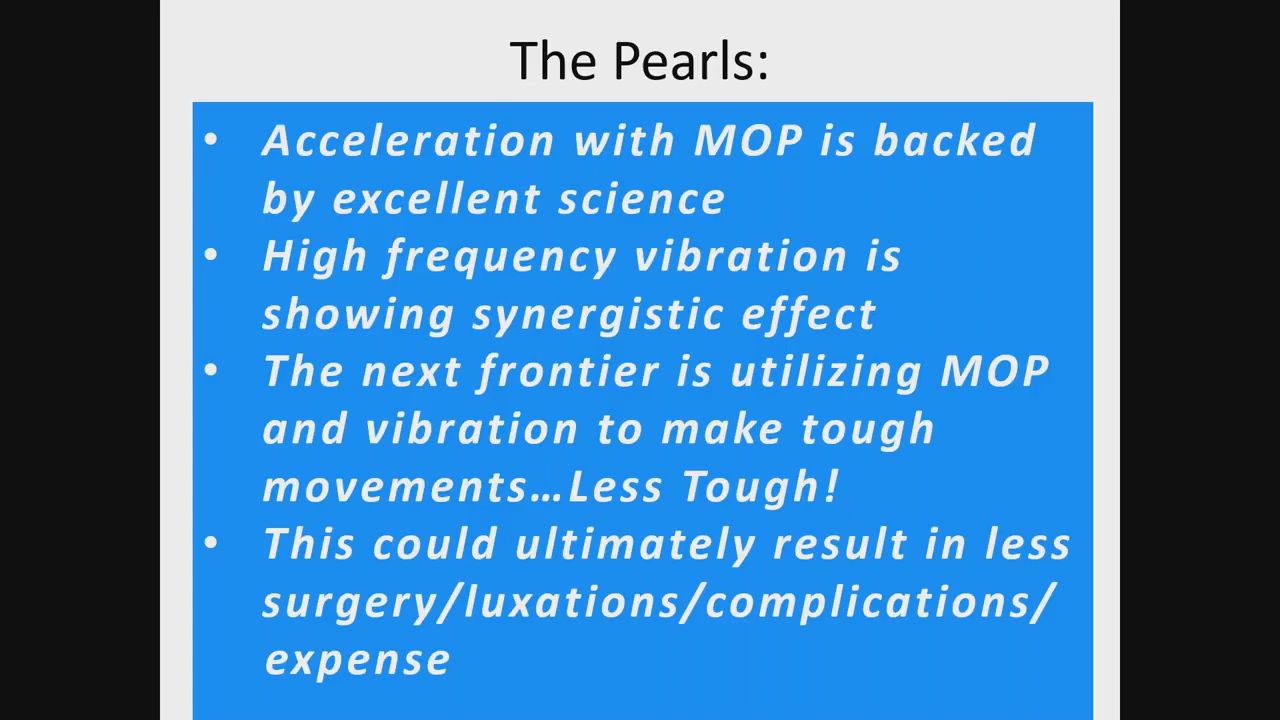 The Pearls:
• Acceleration with MOP is backed
by excellent science
• High frequency vibration is
showing synergistic effect
• The next frontier is utilizing MOP
and vibration to make tough
movements…Less Tough!
• This could ultimately result in less
surgery/luxations/complications/
expense